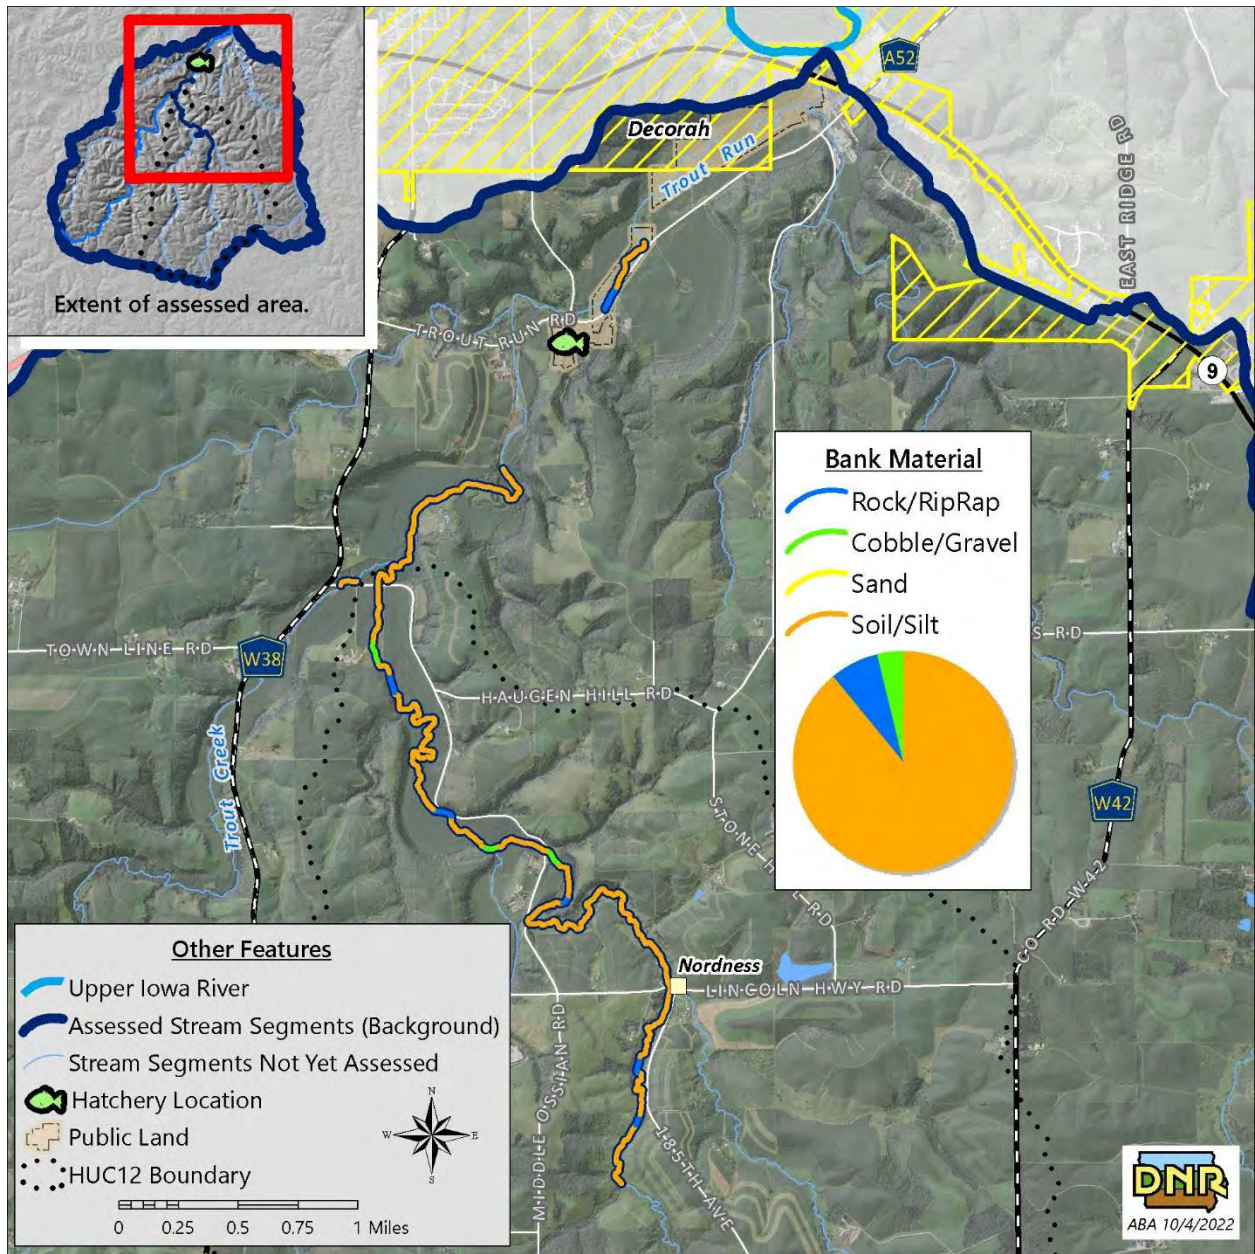 Extent of assessed area.
A52
Decorah
Trout Run
EAST RIDGE RD
TROUT RUN RD
9
Bank Material
Rock/RipRap
Cobble/Gravel
Sand
Soil/Silt
TOWN LINE RD
W38
S RD
HAUGEN HILL RD
Trout Creek
W42
STONE H
E RD
CO RD W-42
Nordness
LINCOLN HWY RD
MIDDLE OSSIAN RD
185TH AVE
Other Features
Upper Iowa River
Assessed Stream Segments (Background)
Stream Segments Not Yet Assessed
Hatchery Location
Public Land
HUC12 Boundary
N
W
E
S
0 0.25 0.5 0.75 1 Miles
DNR
ABA 10/4/2022